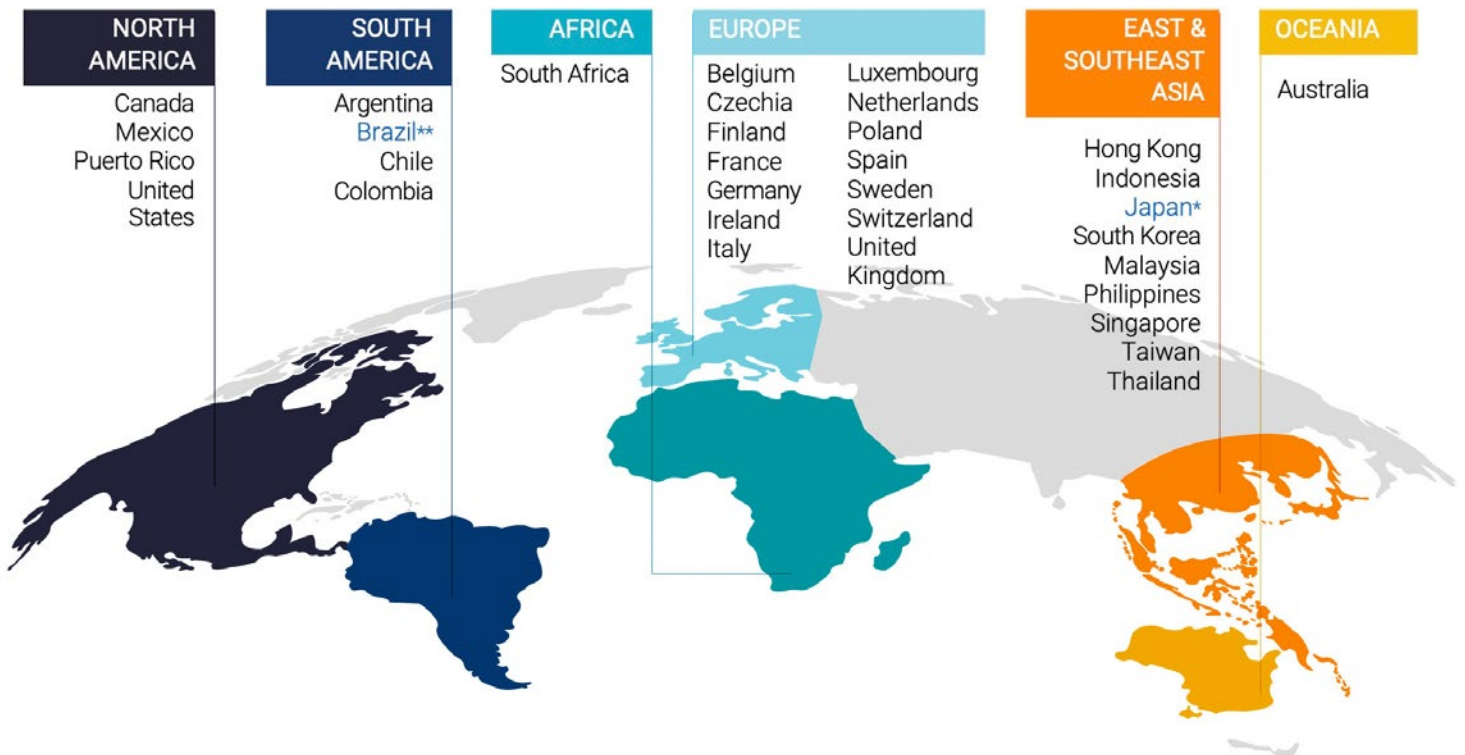 NORTH
AMERICA
Canada
Mexico
Puerto Rico
United
States
SOUTH
AMERICA
Argentina
Brazil**
Chile
Colombia
AFRICA
South Africa
EUROPE
Belgium
Czechia
Finland
France
Germany
Ireland
Italy
Luxembourg
Netherlands
Poland
Spain
Sweden
Switzerland
United
Kingdom
EAST &
SOUTHEAST
ASIA
Hong Kong
Indonesia
Japan*
South Korea
Malaysia
Philippines
Singapore
Taiwan
Thailand
OCEANIA
Australia